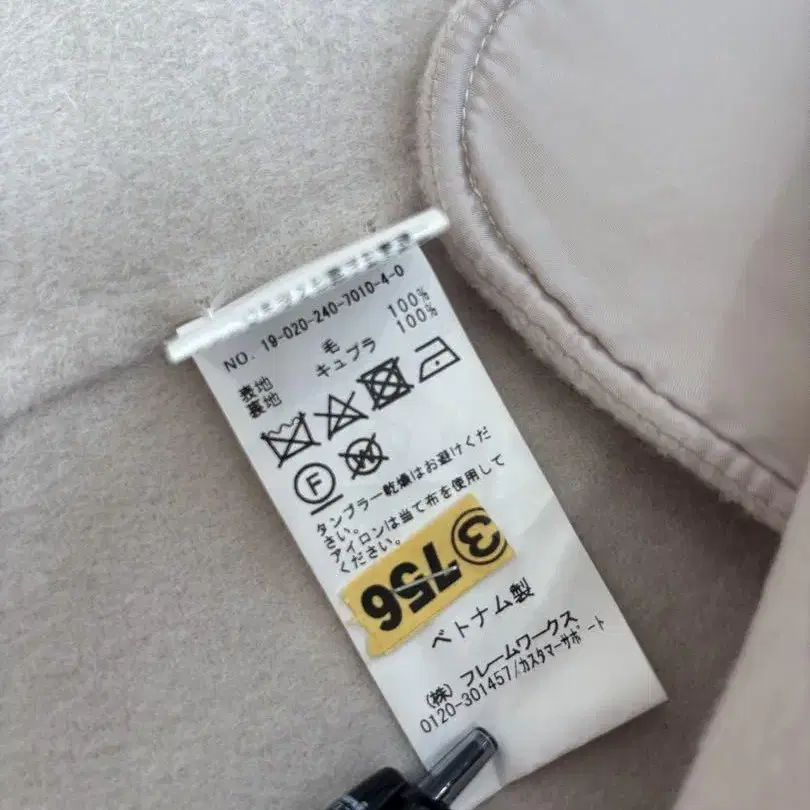 NO. 19-020-240-7010-4-0
表地 毛 100%
裏地 キュプラ 100%
F W
タンブラー乾燥はお避けくだ
さい。
アイロンは当て布を使用して
ください。
③756
ベトナム製
(株) フレームワークス
0120-301457/カスタマーサポート